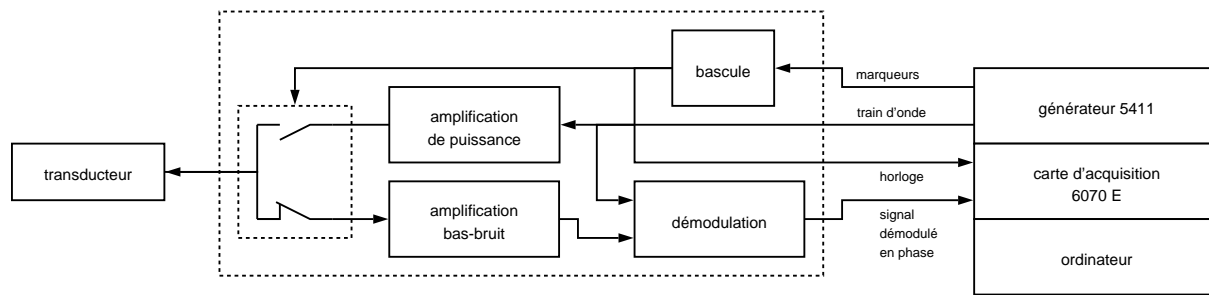 bascule
marqueurs
générateur 5411
amplification
de puissance
train d'onde
transducteur
horloge
carte d'acquisition
6070 E
amplification
bas-bruit
démodulation
signal
démodulé
en phase
ordinateur